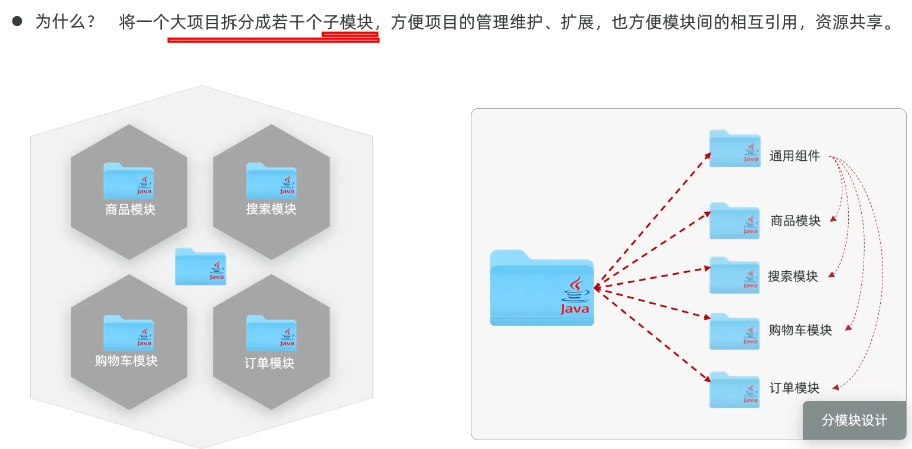 ● 为什么? 将一个大项目拆分成若干个子模块，方便项目的管理维护、扩展，也方便模块间的相互引用，资源共享。
Java
商品模块
Java
搜索模块
Java
Java
购物车模块
Java
订单模块
Java
Java
通用组件
Java
商品模块
Java
搜索模块
Java
购物车模块
Java
订单模块
分模块设计